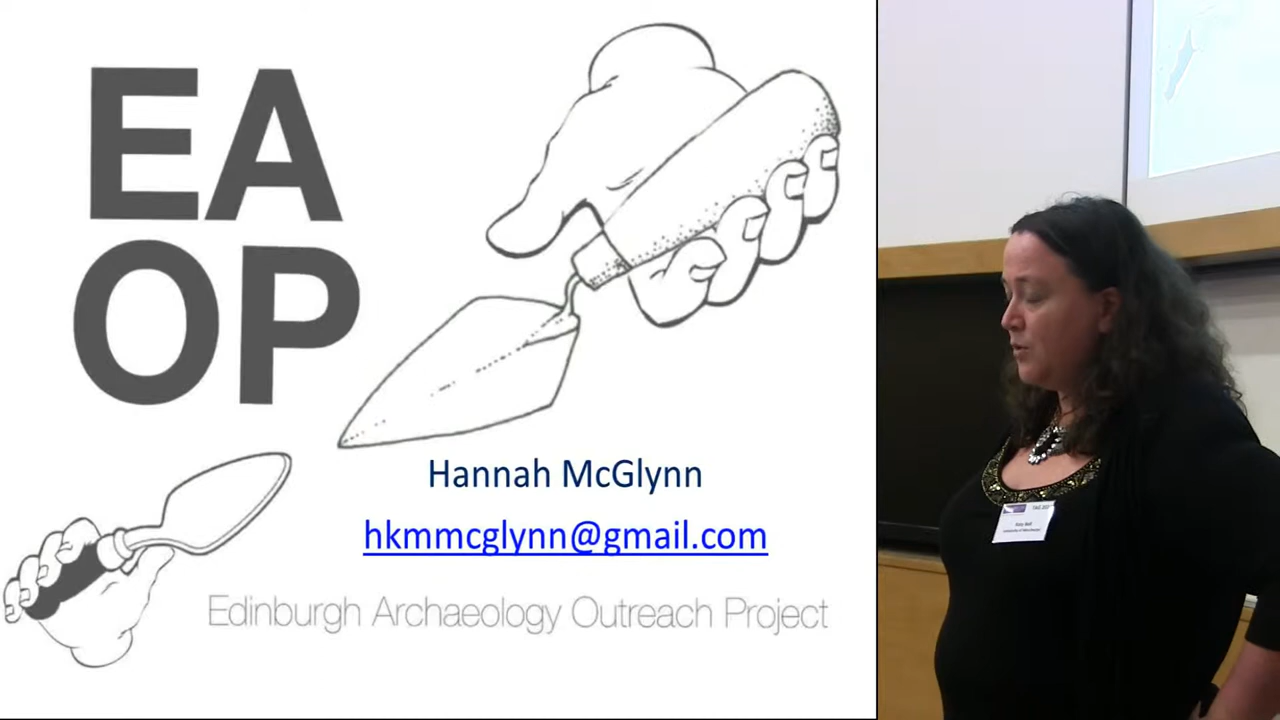 EA
OP
Hannah McGlynn
hkmmcglynn@gmail.com
Edinburgh Archaeology Outreach Project